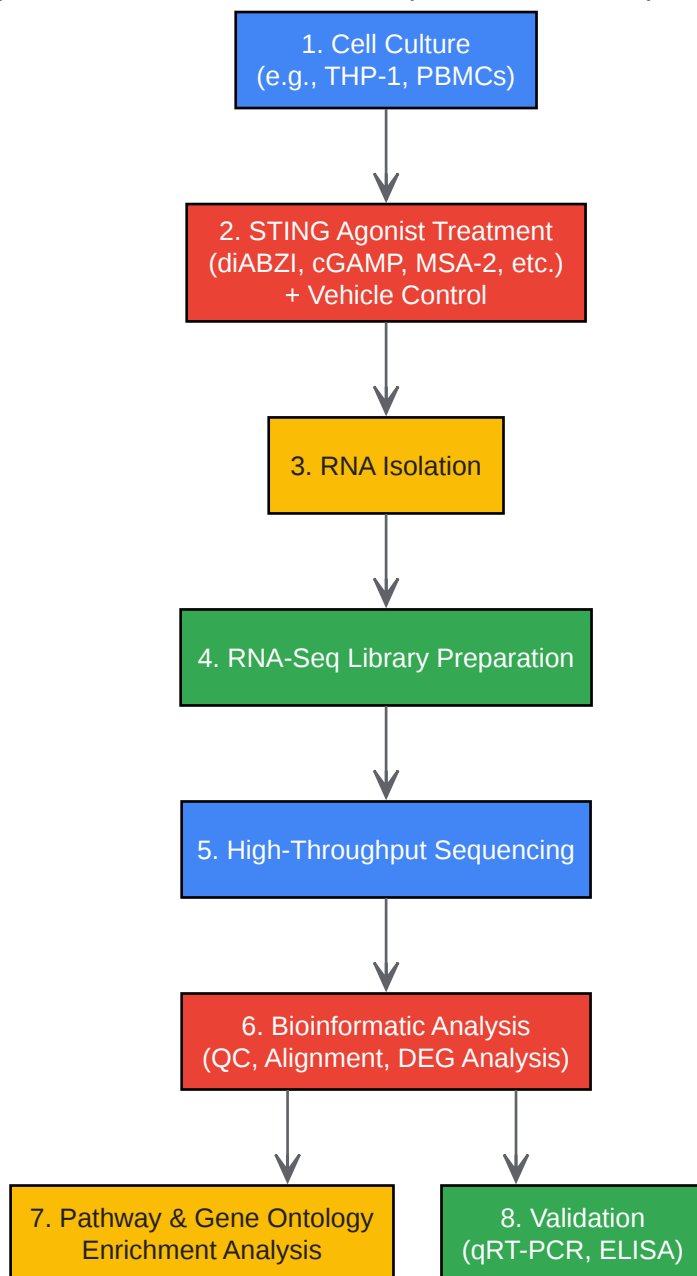 1. Cell Culture
(e.g., THP-1, PBMCs)
2. STING Agonist Treatment
(diABZI, cGAMP, MSA-2, etc.)
+ Vehicle Control
3. RNA Isolation
4. RNA-Seq Library Preparation
5. High-Throughput Sequencing
6. Bioinformatic Analysis
(QC, Alignment, DEG Analysis)
7. Pathway & Gene Ontology
Enrichment Analysis
8. Validation
(qRT-PCR, ELISA)